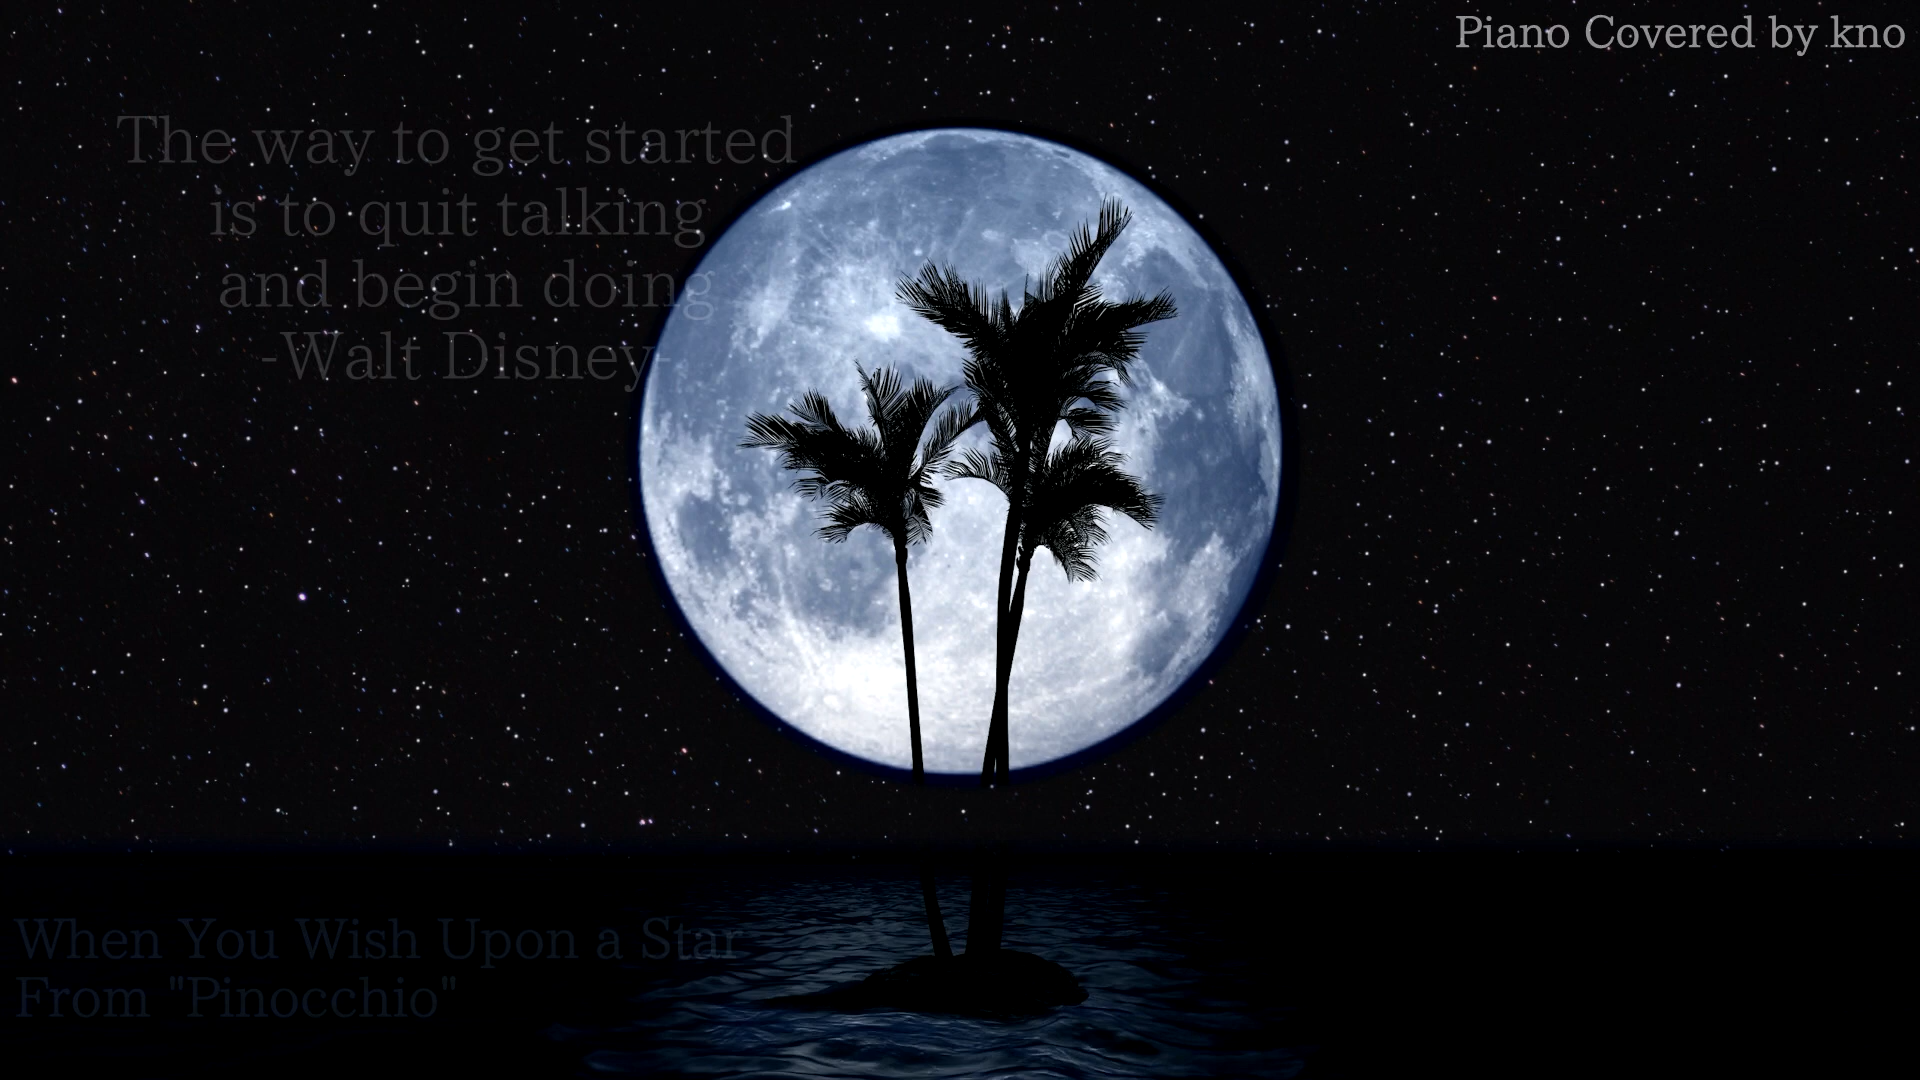 Piano Covered by kno
The way to get started
is to quit talking
and begin doing
-Walt Disney-
When You Wish Upon a Star
From "Pinocchio"